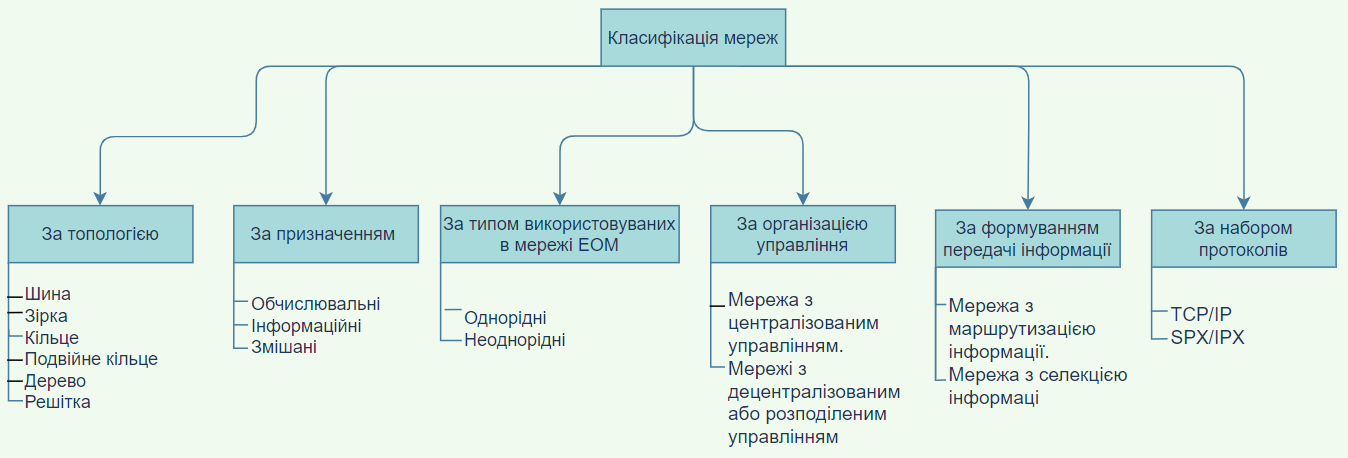 Класифікація мереж
За топологією
Шина
Зірка
Кільце
Подвійне кільце
Дерево
Решітка
За призначенням
Обчислювальні
Інформаційні
Змішані
За типом використовуваних
в мережі ЕОМ
Однорідні
Неоднорідні
За організацією
управління
Мережа з
централізованим
управлінням.
Мережі з
децентралізованим
або розподіленим
управлінням
За формуванням
передачі інформації
Мережа з
маршрутизацією
інформації.
Мережа з селекцією
інформаці
За набором
протоколів
TCP/IP
SPX/IPX